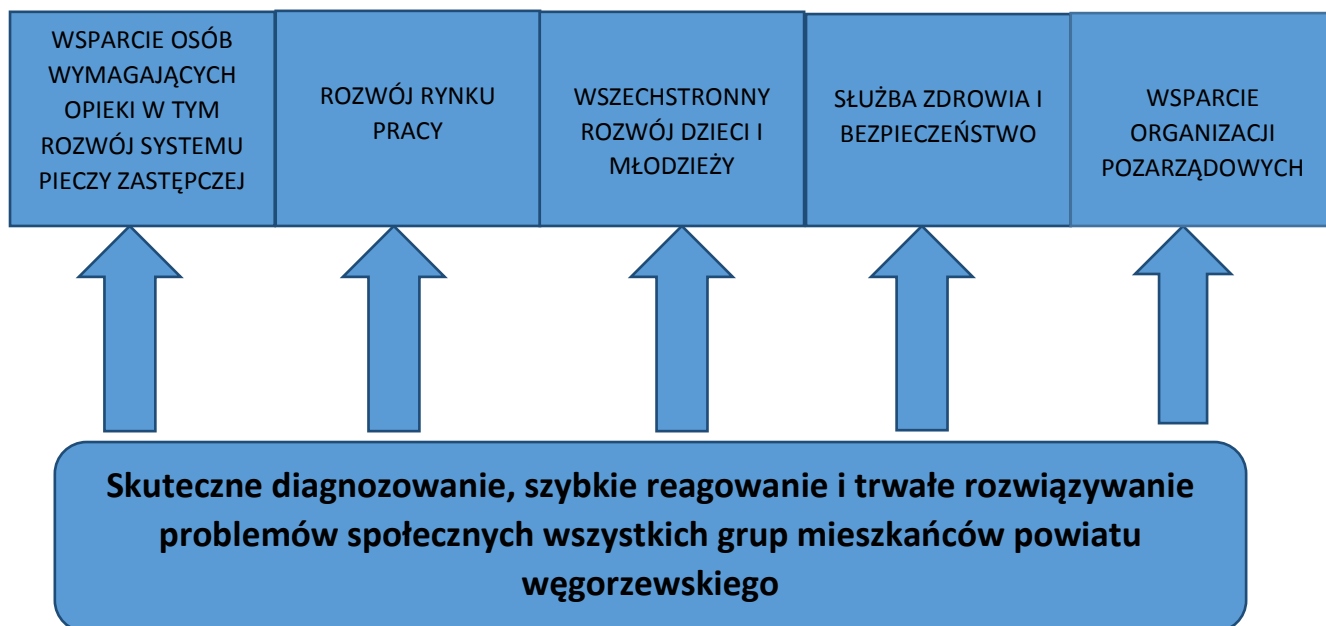 WSPARCIE OSÓB
WYMAGAJĄCYCH
OPIEKI W TYM
ROZWÓJ SYSTEMU
PIECZY ZASTĘPCZEJ
ROZWÓJ RYNKU
PRACY
WSZECHSTRONNY
ROZWÓJ DZIECI I
MŁODZIEŻY
SŁUŻBA ZDROWIA I
BEZPIECZEŃSTWO
WSPARCIE
ORGANIZACJI
POZARZĄDOWYCH
Skuteczne diagnozowanie, szybkie reagowanie i trwałe rozwiązywanie
problemów społecznych wszystkich grup mieszkańców powiatu
węgorzewskiego